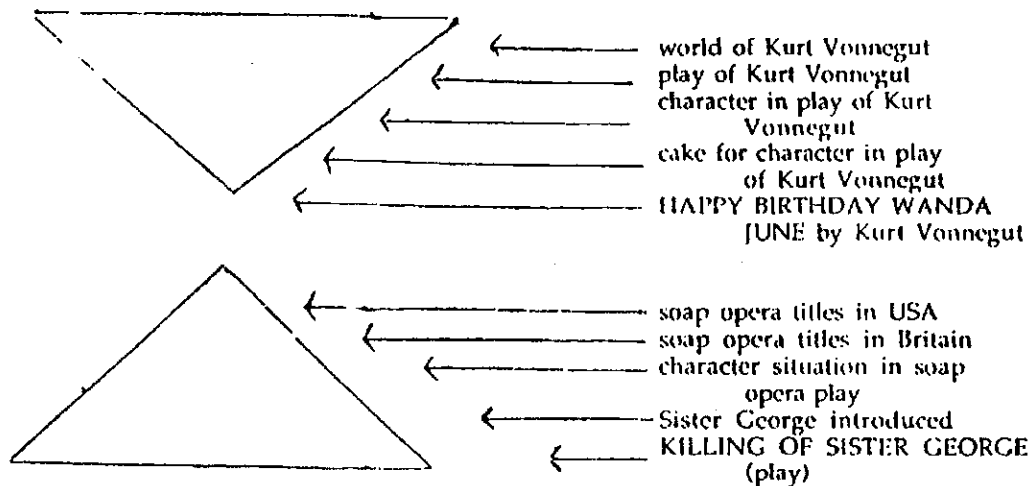 world of Kurt Vonnegut
play of Kurt Vonnegut
character in play of Kurt
Vonnegut
cake for character in play
of Kurt Vonnegut
HAPPY BIRTHDAY WANDA
JUNE by Kurt Vonnegut
soap opera titles in USA
soap opera titles in Britain
character situation in soap
opera play
Sister George introduced
KILLING OF SISTER GEORGE
(play)